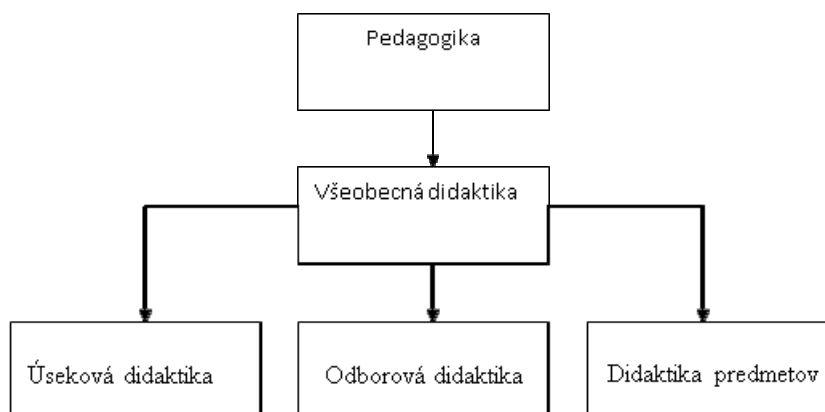 Pedagogika
Všeobecná didaktika
Úseková didaktika
Odborová didaktika
Didaktika predmetov